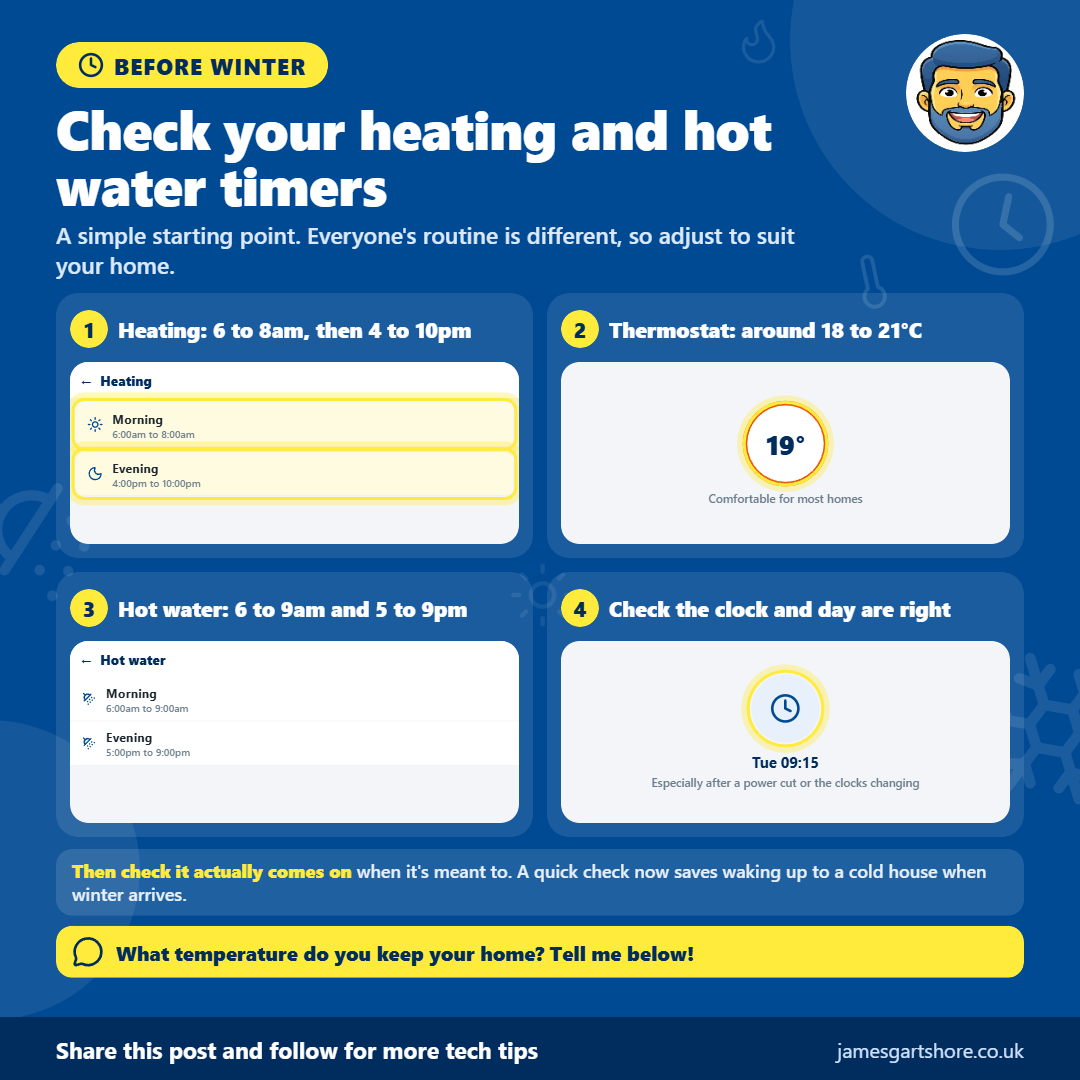 BEFORE WINTER
Check your heating and hot
water timers
A simple starting point. Everyone's routine is different, so adjust to suit
your home.
1 Heating: 6 to 8am, then 4 to 10pm
← Heating
Morning
6:00am to 8:00am
Evening
4:00pm to 10:00pm
2 Thermostat: around 18 to 21°C
19°
Comfortable for most homes
3 Hot water: 6 to 9am and 5 to 9pm
← Hot water
Morning
6:00am to 9:00am
Evening
5:00pm to 9:00pm
4 Check the clock and day are right
Tue 09:15
Especially after a power cut or the clocks changing
Then check it actually comes on when it's meant to. A quick check now saves waking up to a cold house when
winter arrives.
What temperature do you keep your home? Tell me below!
Share this post and follow for more tech tips
jamesgartshore.co.uk